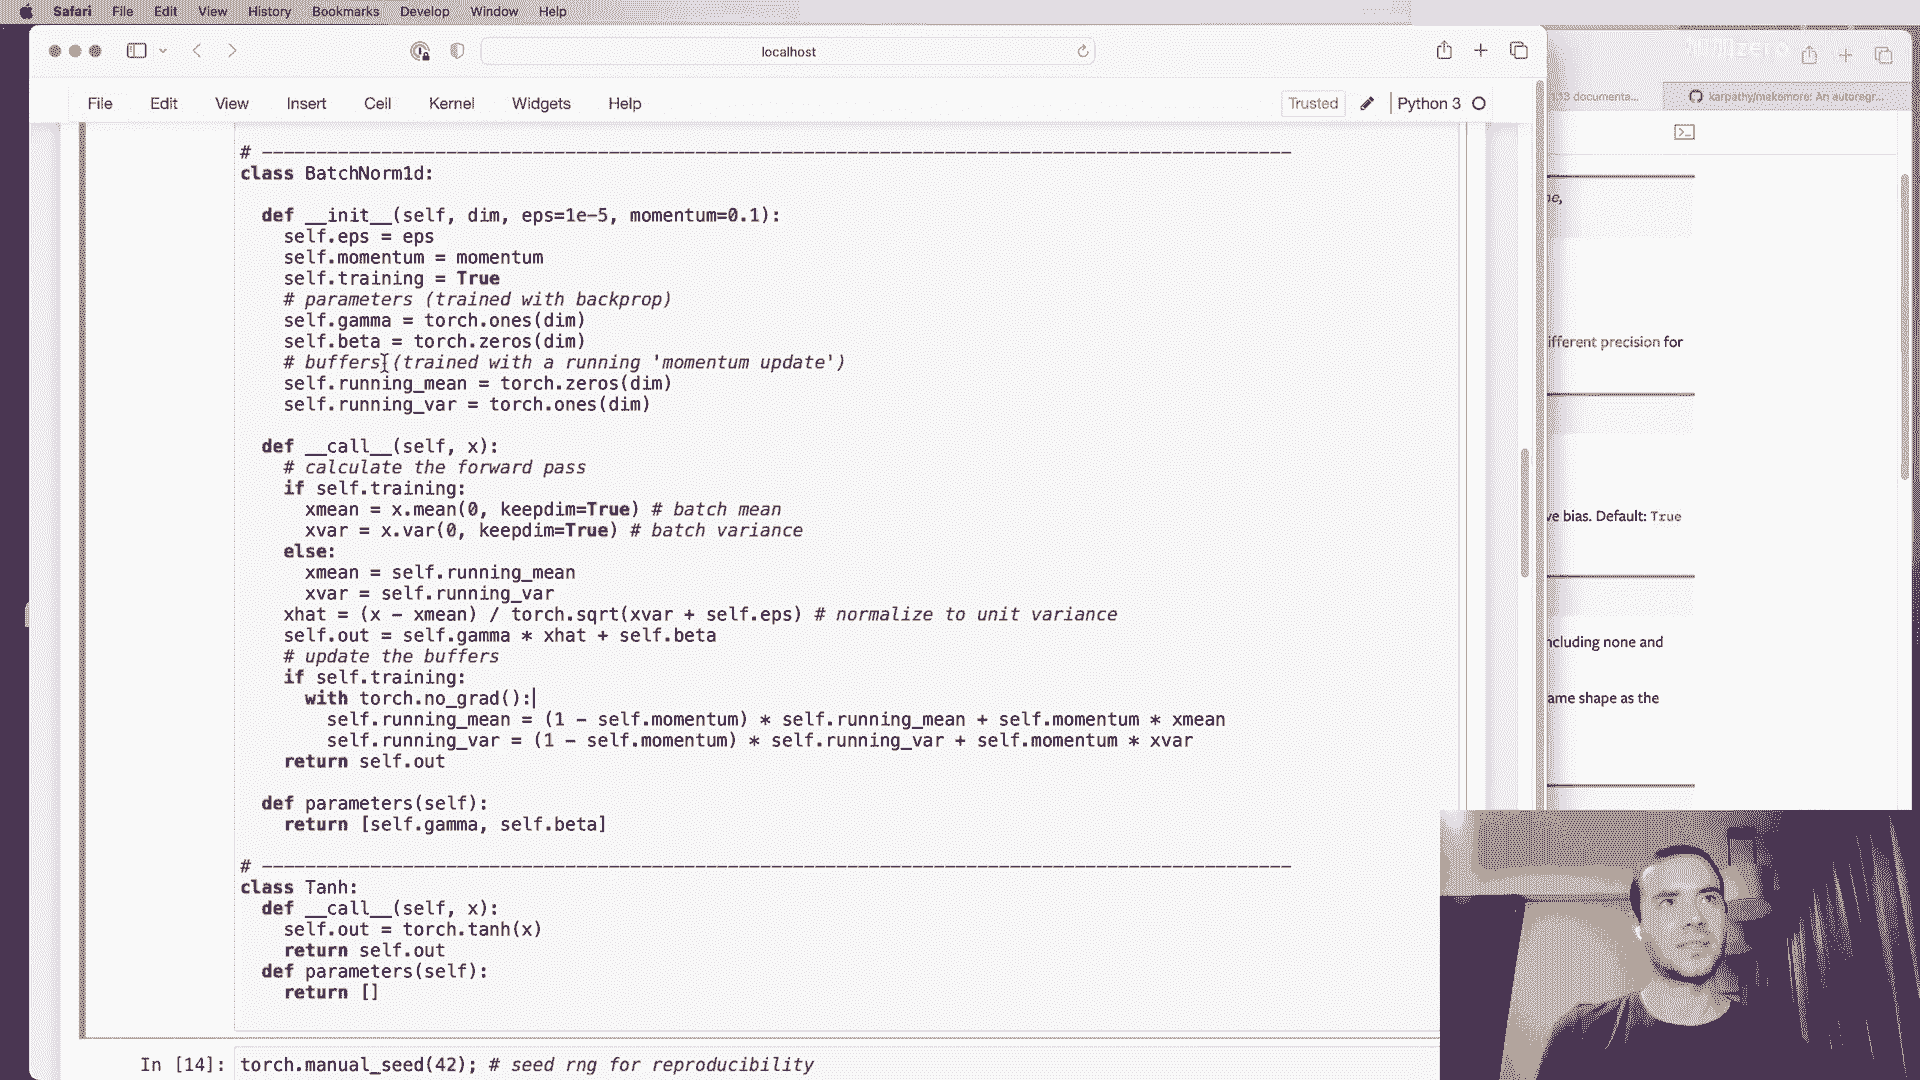 Safari File Edit View History Bookmarks Develop Window Help
localhost
File Edit View Insert Cell Kernel Widgets Help Trusted Python 3
# ------------------------------------------------------------------------------------------
class BatchNorm1d:
def __init__(self, dim, eps=1e-5, momentum=0.1):
self.eps = eps
self.momentum = momentum
self.training = True
# parameters (trained with backprop)
self.gamma = torch.ones(dim)
self.beta = torch.zeros(dim)
# buffers (trained with a running 'momentum update')
self.running_mean = torch.zeros(dim)
self.running_var = torch.ones(dim)
def __call__(self, x):
# calculate the forward pass
if self.training:
xmean = x.mean(0, keepdim=True) # batch mean
xvar = x.var(0, keepdim=True) # batch variance
else:
xmean = self.running_mean
xvar = self.running_var
xhat = (x - xmean) / torch.sqrt(xvar + self.eps) # normalize to unit variance
self.out = self.gamma * xhat + self.beta
# update the buffers
if self.training:
with torch.no_grad():
self.running_mean = (1 - self.momentum) * self.running_mean + self.momentum * xmean
self.running_var = (1 - self.momentum) * self.running_var + self.momentum * xvar
return self.out
def parameters(self):
return [self.gamma, self.beta]
# ------------------------------------------------------------------------------------------
class Tanh:
def __call__(self, x):
self.out = torch.tanh(x)
return self.out
def parameters(self):
return []
In [14]: torch.manual_seed(42); # seed rng for reproducibility
karpathy/makemore: An autoregr...
ifferent precision for
ve bias. Default: True
ncluding none and
ame shape as the